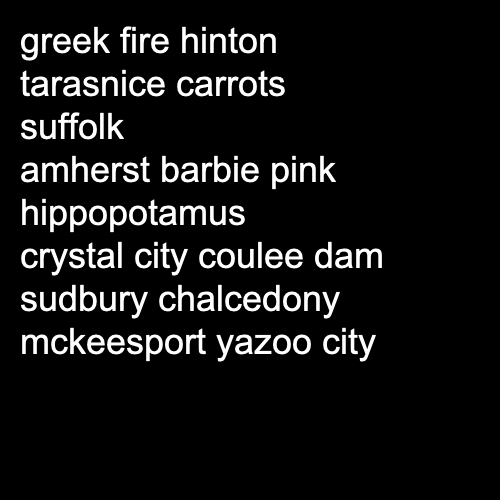 greek fire hinton
tarasnice carrots
suffolk
amherst barbie pink
hippopotamus
crystal city coulee dam
sudbury chalcedony
mckeesport yazoo city